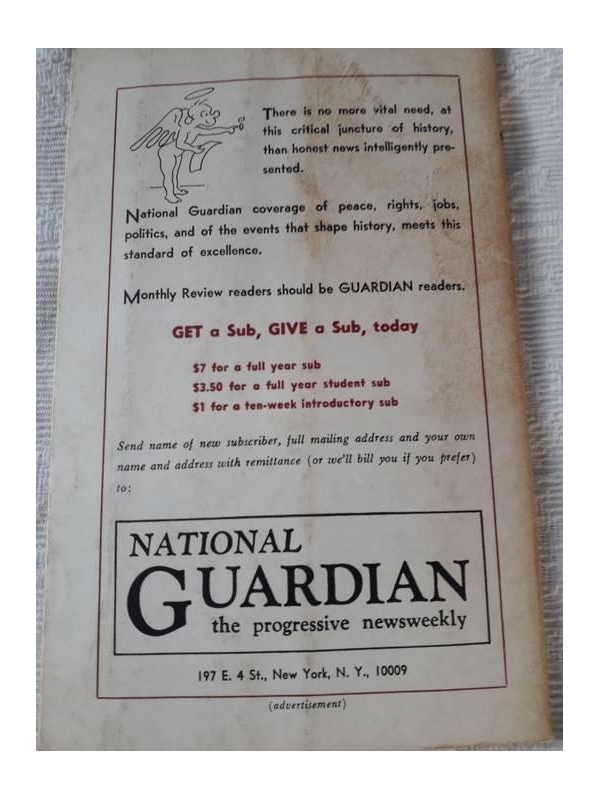 There is no more vital need, at
this critical juncture of history,
than honest news intelligently pre-
sented.
National Guardian coverage of peace, rights, jobs,
politics, and of the events that shape history, meets this
standard of excellence.
Monthly Review readers should be GUARDIAN readers.
GET a Sub, GIVE a Sub, today
$7 for a full year sub
$3.50 for a full year student sub
$1 for a ten-week introductory sub
Send name of new subscriber, full mailing address and your own
name and address with remittance (or we'll bill you if you prefer)
to:
NATIONAL
GUARDIAN
the progressive newsweekly
197 E. 4 St., New York, N. Y., 10009
(advertisement)